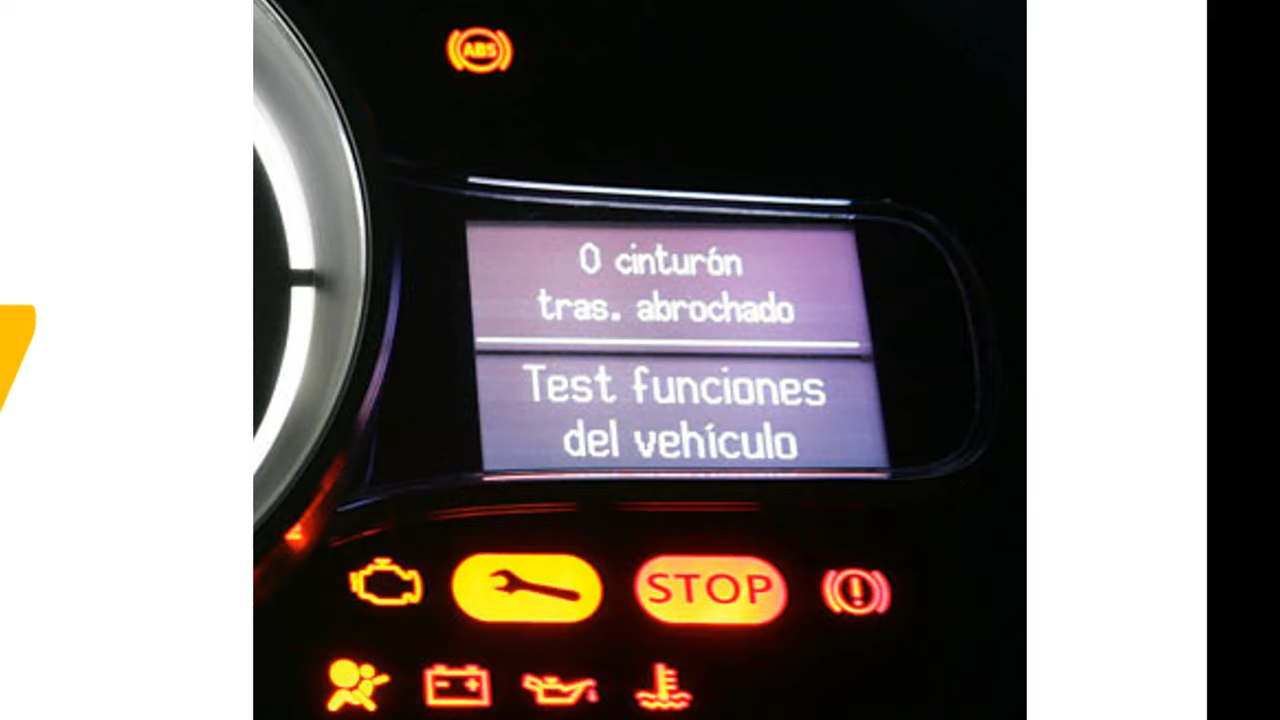 ABS
0 cinturón
tras. abrochado
Test funciones
del vehículo
STOP